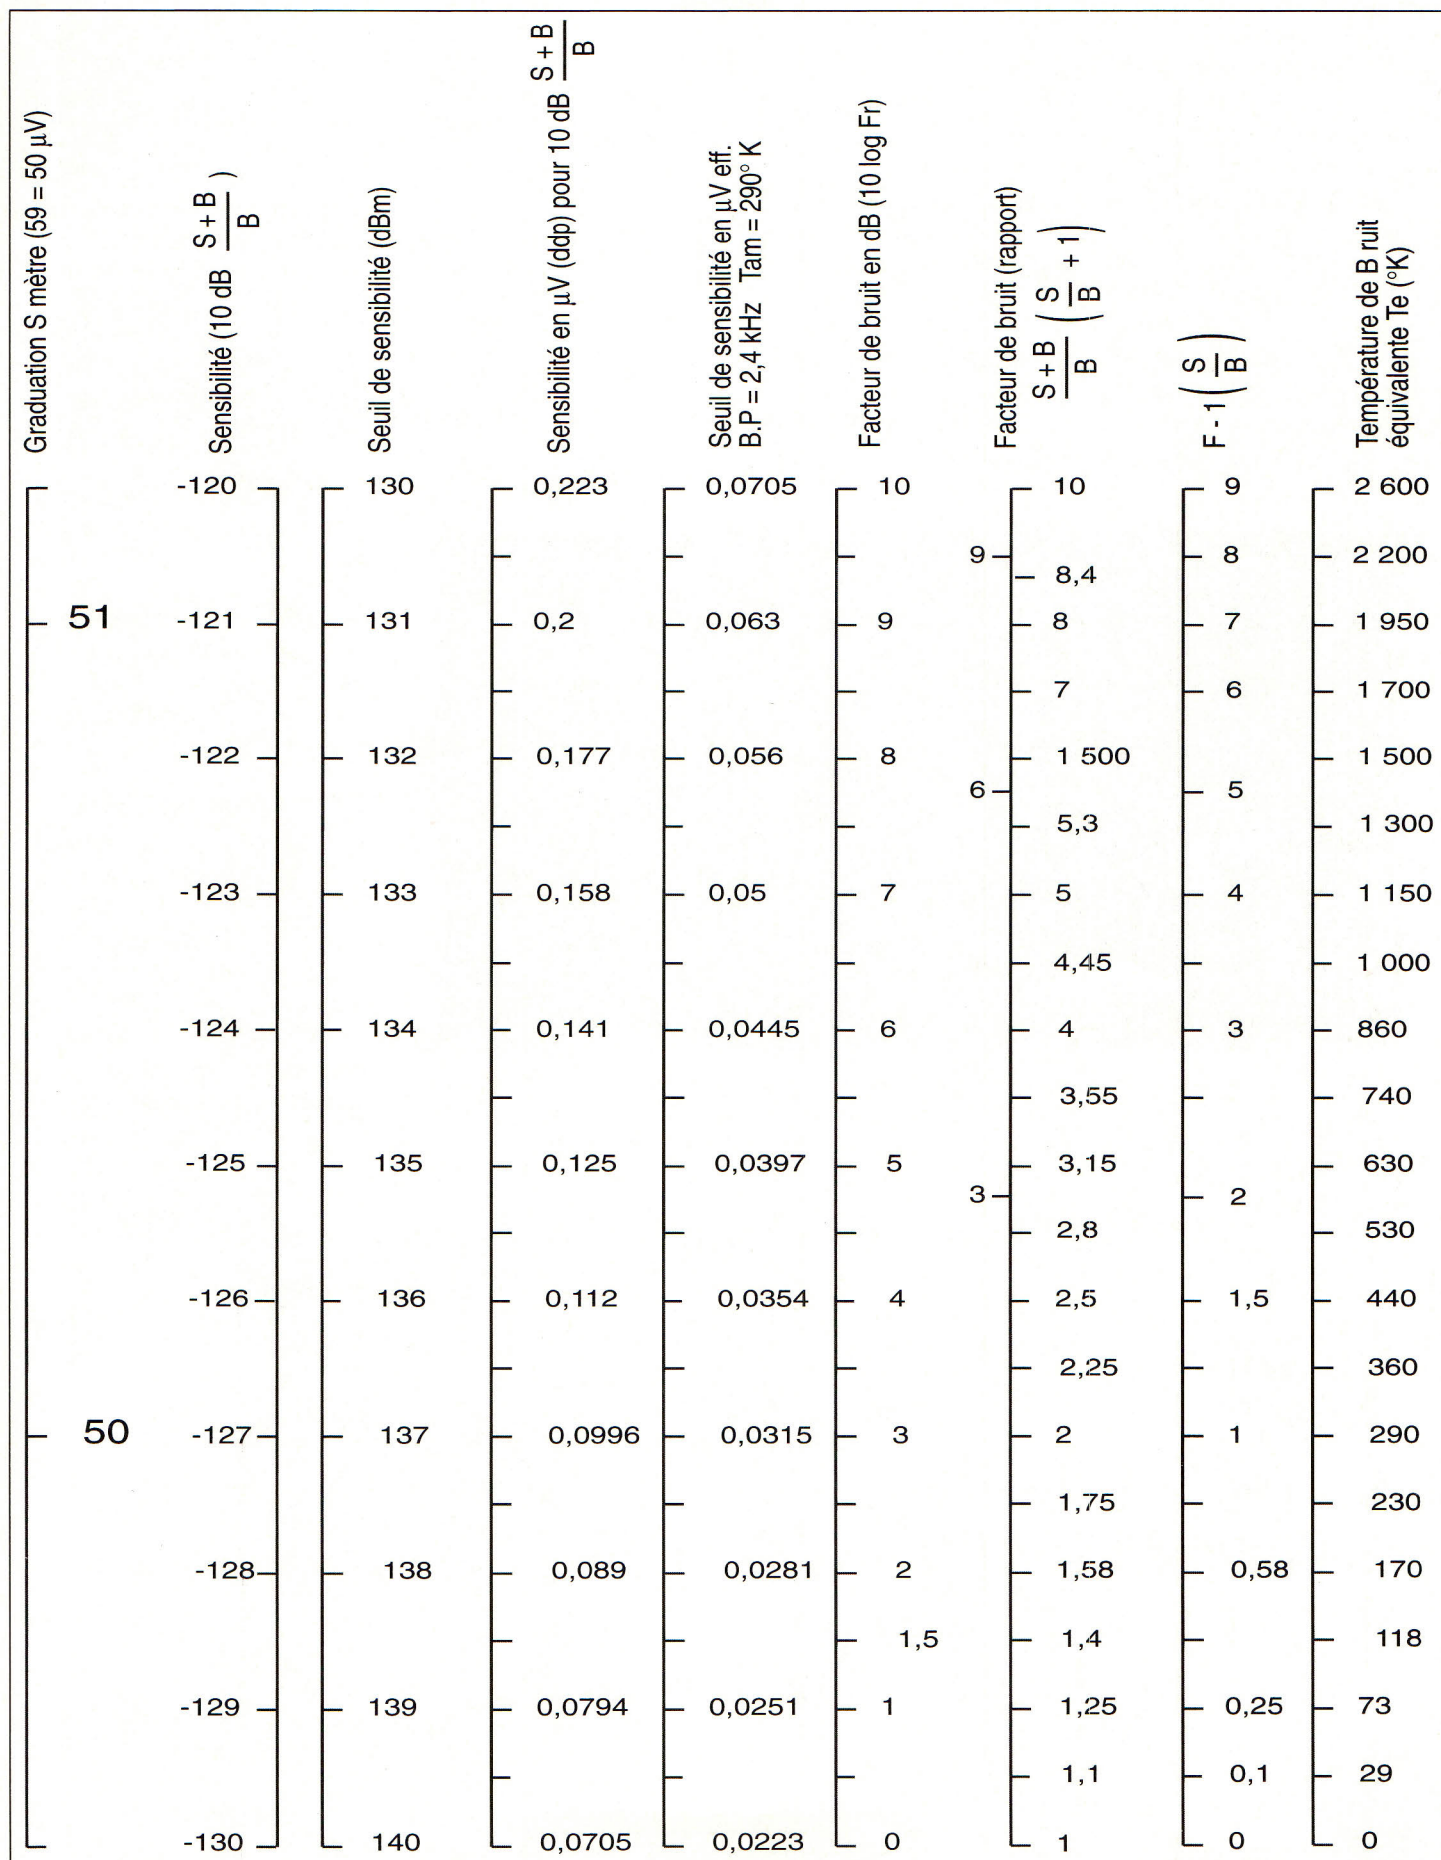 Graduation S mètre (59 = 50 µV)
Sensibilité (10 dB S + B / B )
Seuil de sensibilité (dBm)
Sensibilité en µV (ddp) pour 10 dB S + B / B
Seuil de sensibilité en µV eff.
B.P = 2,4 kHz Tam = 290° K
Facteur de bruit en dB (10 log Fr)
Facteur de bruit (rapport)
S + B / B ( S / B + 1 )
F - 1 ( S / B )
Température de B ruit
équivalente Te (°K)
-120 130 0,223 0,0705 10 10 9 2 600
9 8 2 200
8,4
51 -121 131 0,2 0,063 9 8 7 1 950
7 6 1 700
-122 132 0,177 0,056 8 1 500 1 500
6 5
5,3 1 300
-123 133 0,158 0,05 7 5 4 1 150
4,45 1 000
-124 134 0,141 0,0445 6 4 3 860
3,55 740
-125 135 0,125 0,0397 5 3,15 630
3 2
2,8 530
-126 136 0,112 0,0354 4 2,5 1,5 440
2,25 360
50 -127 137 0,0996 0,0315 3 2 1 290
1,75 230
-128 138 0,089 0,0281 2 1,58 0,58 170
1,5 1,4 118
-129 139 0,0794 0,0251 1 1,25 0,25 73
1,1 0,1 29
-130 140 0,0705 0,0223 0 1 0 0